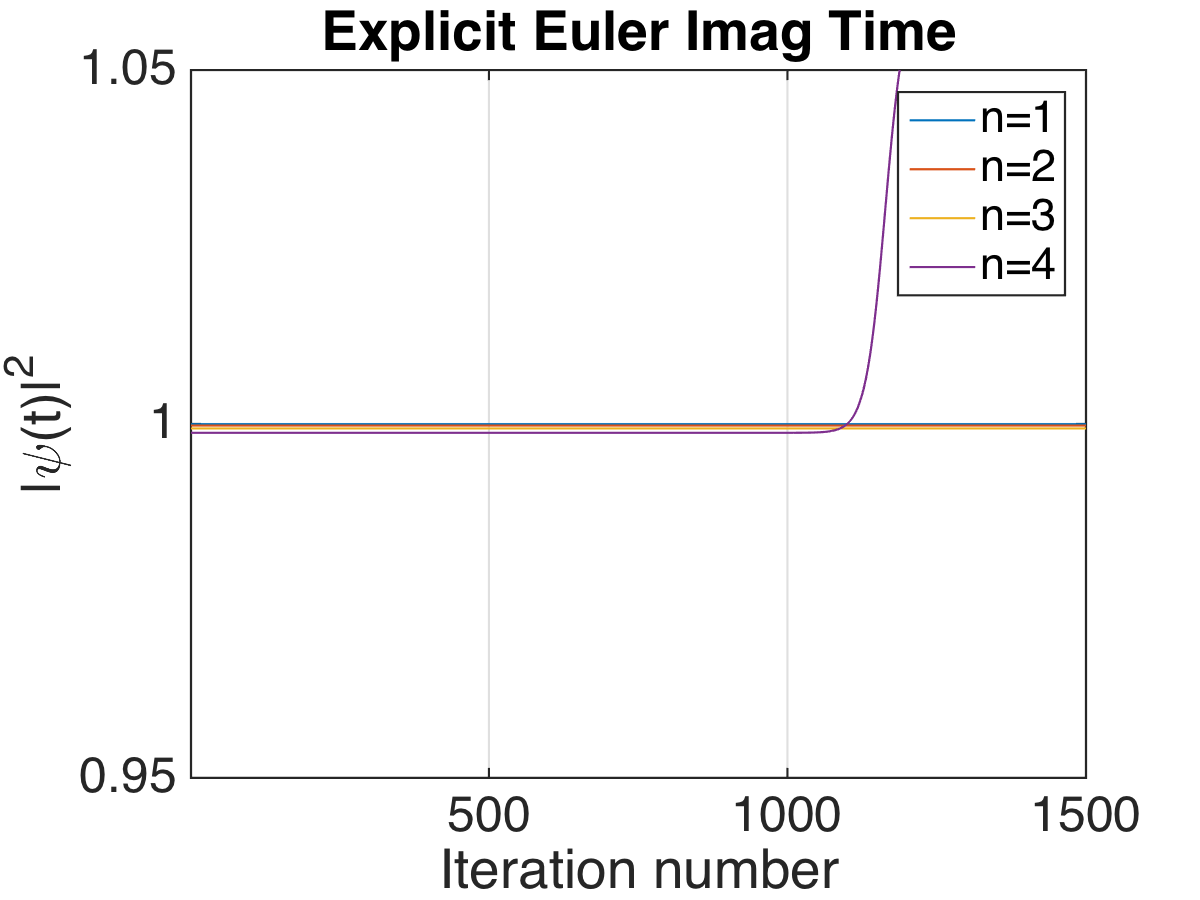 Explicit Euler Imag Time
1.05
n=1
n=2
n=3
n=4
|ψ(t)|²
1
0.95
500
1000
1500
Iteration number